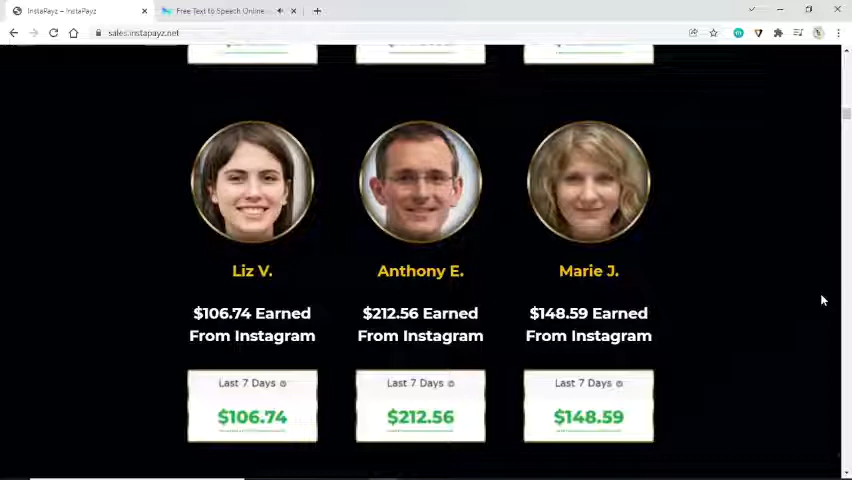 InstaPayz – InstaPayz
Free Text to Speech Online
sales.instapayz.net
Liz V.
Anthony E.
Marie J.
$106.74 Earned
From Instagram
$212.56 Earned
From Instagram
$148.59 Earned
From Instagram
Last 7 Days
$106.74
Last 7 Days
$212.56
Last 7 Days
$148.59